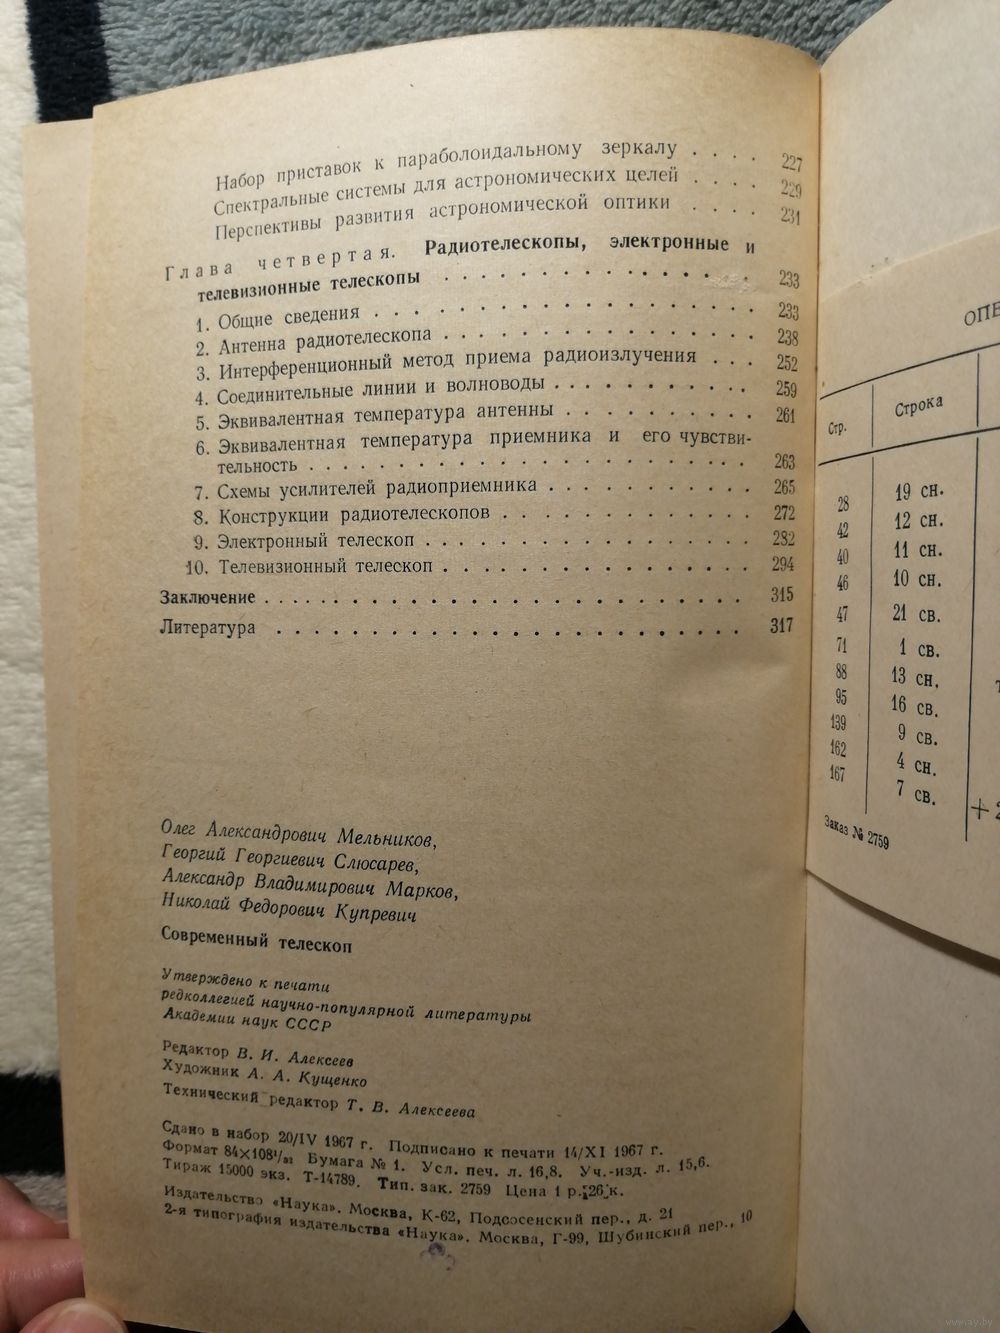 Набор приставок к параболоидальному зеркалу . . . . 227
Спектральные системы для астрономических целей . . . . 229
Перспективы развития астрономической оптики . . . . 231
Глава четвертая. Радиотелескопы, электронные и
телевизионные телескопы . . . . . . . . . . . . . 233
1. Общие сведения . . . . . . . . . . . . . . . . 233
2. Антенна радиотелескопа . . . . . . . . . . . . . 238
3. Интерференционный метод приема радиоизлучения . . . 252
4. Соединительные линии и волноводы . . . . . . . . . . 259
5. Эквивалентная температура антенны . . . . . . . . . 261
6. Эквивалентная температура приемника и его чувстви-
тельность . . . . . . . . . . . . . . . . . . 263
7. Схемы усилителей радиоприемника . . . . . . . . . . 265
8. Конструкции радиотелескопов . . . . . . . . . . . 272
9. Электронный телескоп . . . . . . . . . . . . . . 282
10. Телевизионный телескоп . . . . . . . . . . . . . . 294
Заключение . . . . . . . . . . . . . . . . . . . 315
Литература . . . . . . . . . . . . . . . . . . . 317
Олег Александрович Мельников,
Георгий Георгиевич Слюсарев,
Александр Владимирович Марков,
Николай Федорович Купревич
Современный телескоп
Утверждено к печати
редколлегией научно-популярной литературы
Академии наук СССР
Редактор В. И. Алексеев
Художник А. А. Кущенко
Технический редактор Т. В. Алексеева
Сдано в набор 20/IV 1967 г. Подписано к печати 14/XI 1967 г.
Формат 84×108¹/₃₂ Бумага № 1. Усл. печ. л. 16,8. Уч.-изд. л. 15,6.
Тираж 15000 экз. Т-14789. Тип. зак. 2759 Цена 1 р. 26 к.
Издательство «Наука». Москва, К-62, Подсосенский пер., д. 21
2-я типография издательства «Наука». Москва, Г-99, Шубинский пер., 10
ОПЕ
Стр. Строка
28 19 сн.
42 12 сн.
40 11 сн.
46 10 сн.
47 21 св.
71 1 св.
88 13 сн.
95 16 св.
139 9 св.
162 4 сн.
167 7 св.
+ 2
Заказ № 2759
www.ay.by